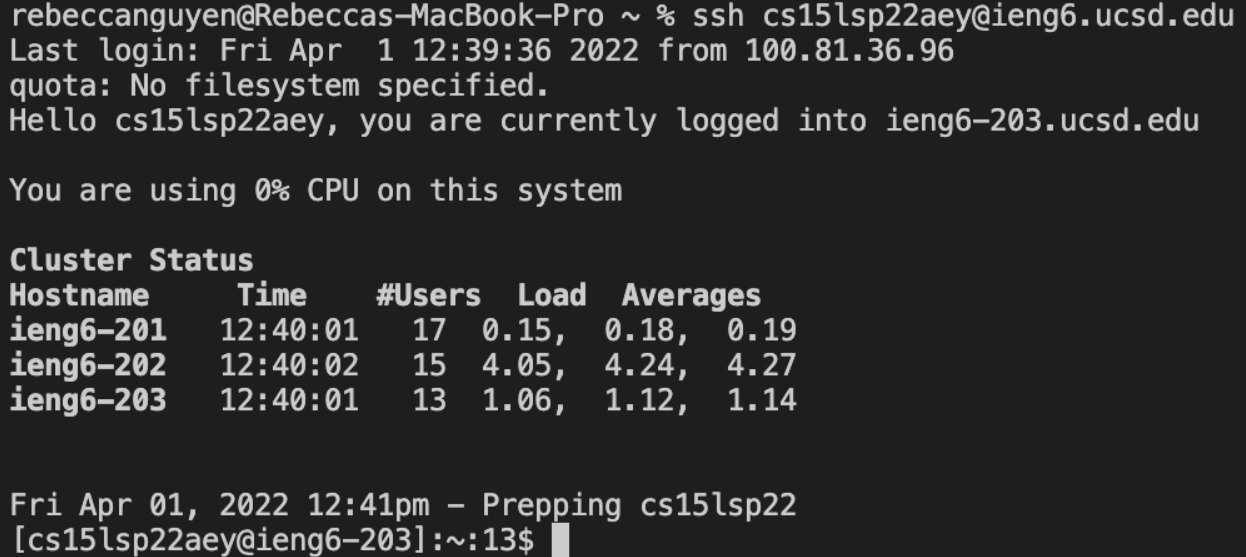 rebeccanguyen@Rebeccas-MacBook-Pro ~ % ssh cs15lsp22aey@ieng6.ucsd.edu
Last login: Fri Apr  1 12:39:36 2022 from 100.81.36.96
quota: No filesystem specified.
Hello cs15lsp22aey, you are currently logged into ieng6-203.ucsd.edu
You are using 0% CPU on this system
Cluster Status
Hostname     Time    #Users  Load  Averages
ieng6-201   12:40:01   17  0.15,  0.18,  0.19
ieng6-202   12:40:02   15  4.05,  4.24,  4.27
ieng6-203   12:40:01   13  1.06,  1.12,  1.14
Fri Apr 01, 2022 12:41pm - Prepping cs15lsp22
[cs15lsp22aey@ieng6-203]:~:13$